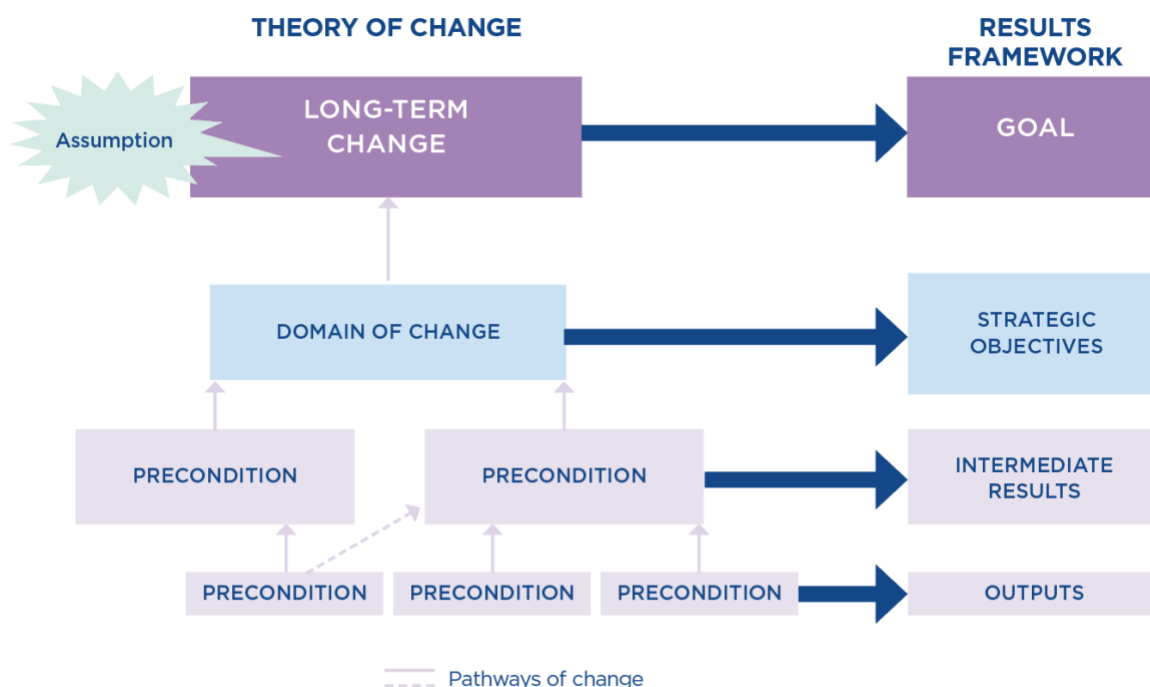 THEORY OF CHANGE
RESULTS
FRAMEWORK
Assumption
LONG-TERM
CHANGE
GOAL
DOMAIN OF CHANGE
STRATEGIC
OBJECTIVES
PRECONDITION
PRECONDITION
INTERMEDIATE
RESULTS
PRECONDITION
PRECONDITION
PRECONDITION
OUTPUTS
Pathways of change